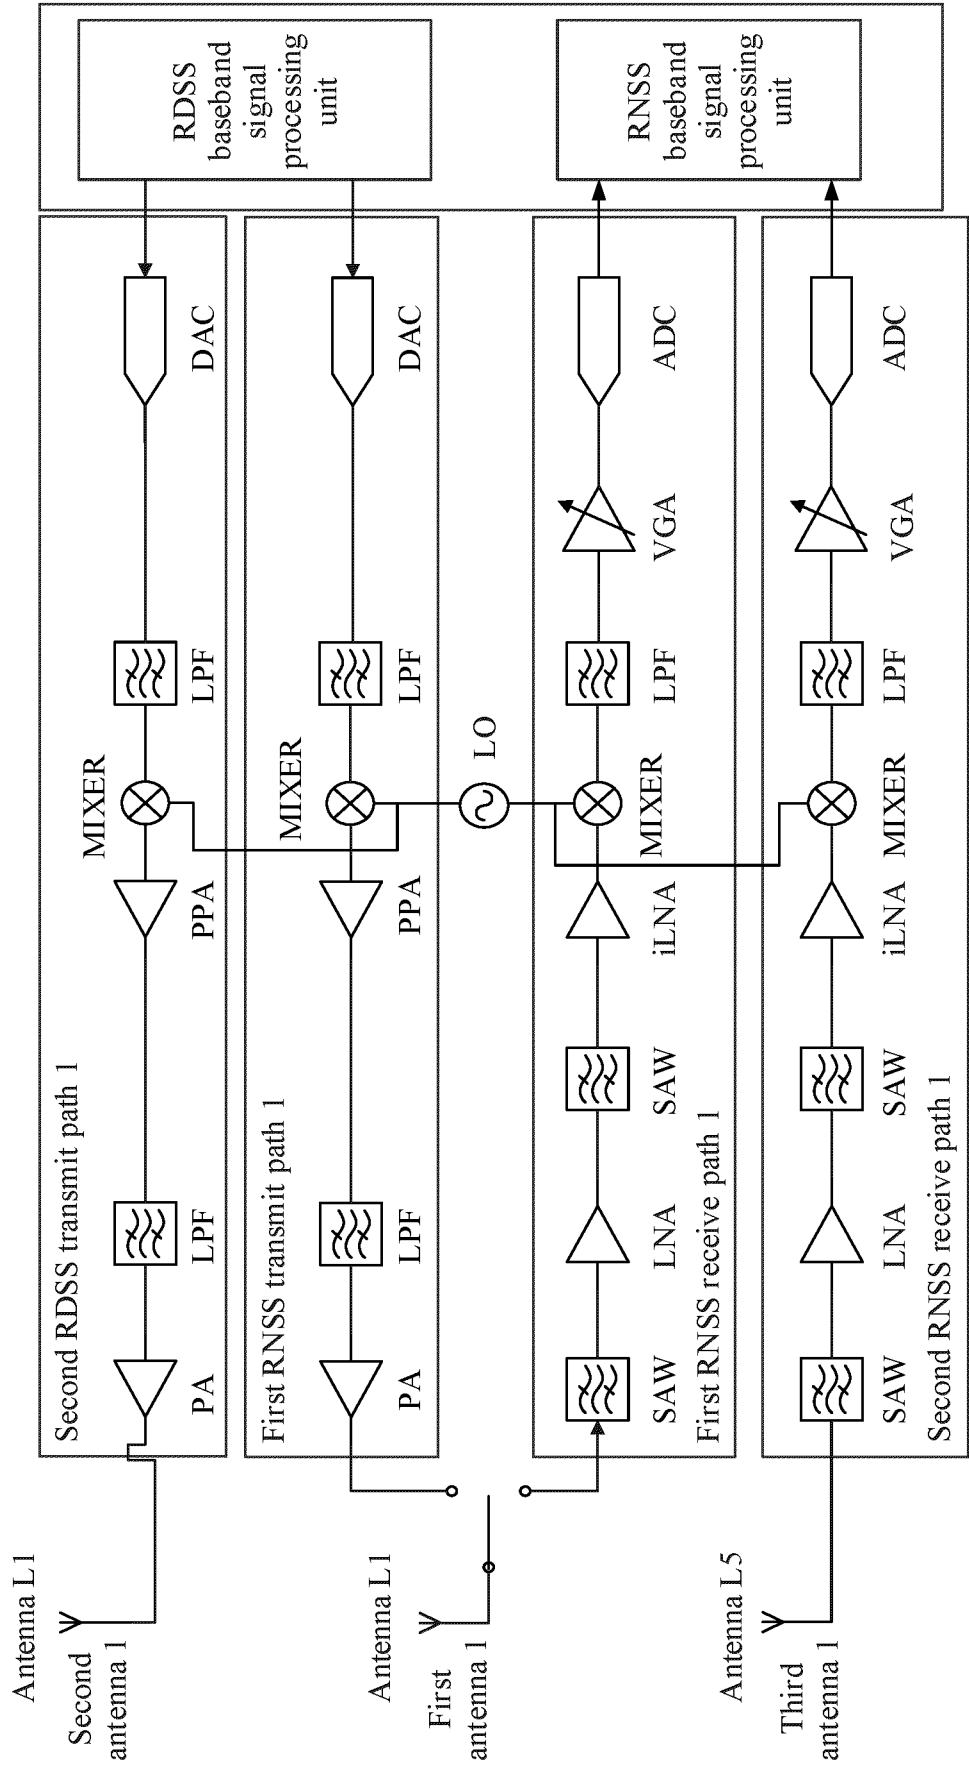 Antenna L1
Second
antenna 1
Second RDSS transmit path 1
PA
LPF
PPA
MIXER
LPF
DAC
RDSS
baseband
signal
processing
unit
Antenna L1
First
antenna 1
First RNSS transmit path 1
PA
LPF
PPA
MIXER
LPF
DAC
LO
SAW
LNA
SAW
iLNA
MIXER
LPF
VGA
ADC
First RNSS receive path 1
RNSS
baseband
signal
processing
unit
Antenna L5
Third
antenna 1
SAW
LNA
SAW
iLNA
MIXER
LPF
VGA
ADC
Second RNSS receive path 1